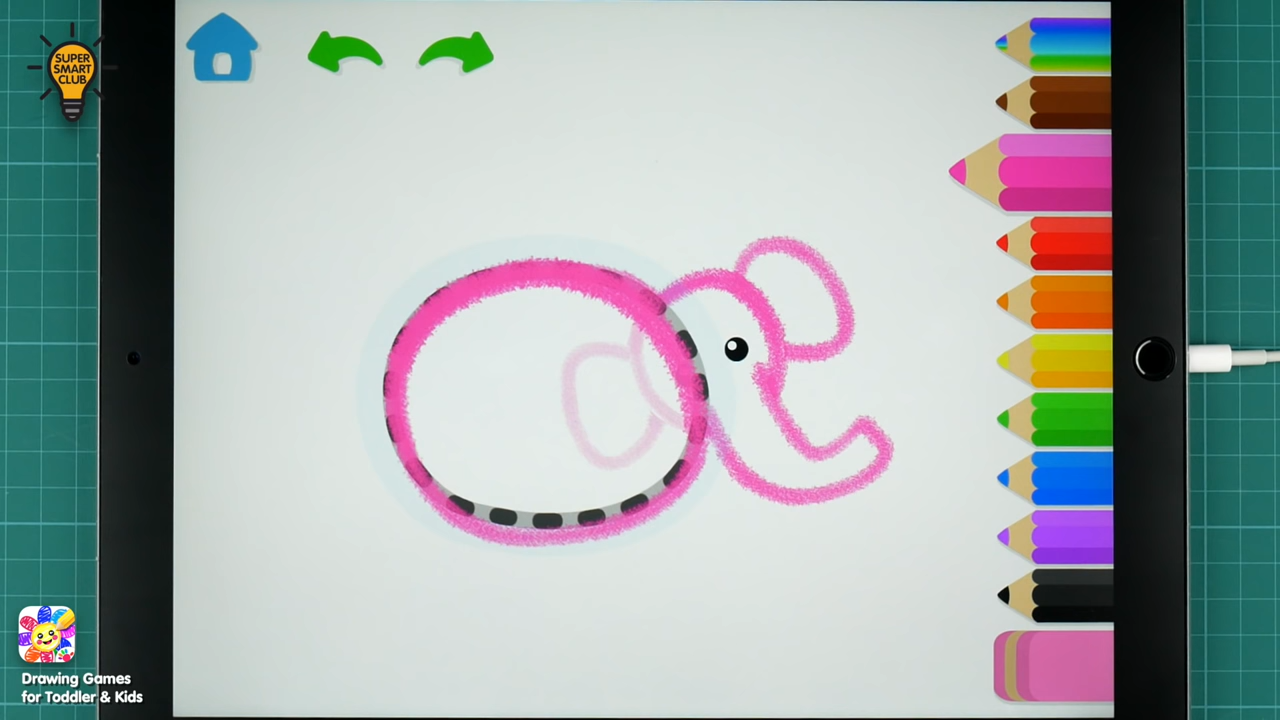 SUPER
SMART
CLUB
Drawing Games
for Toddler & Kids